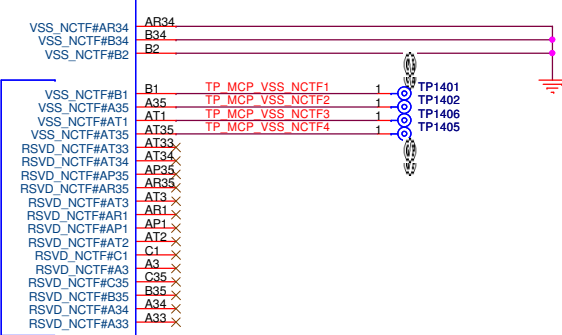 VSS_NCTF#AR34 AR34
VSS_NCTF#B34 B34
VSS_NCTF#B2 B2
VSS_NCTF#B1 B1 TP_MCP_VSS_NCTF1 1 TP1401
VSS_NCTF#A35 A35 TP_MCP_VSS_NCTF2 1 TP1402
VSS_NCTF#AT1 AT1 TP_MCP_VSS_NCTF3 1 TP1406
VSS_NCTF#AT35 AT35 TP_MCP_VSS_NCTF4 1 TP1405
RSVD_NCTF#AT33 AT33
RSVD_NCTF#AT34 AT34
RSVD_NCTF#AP35 AP35
RSVD_NCTF#AR35 AR35
RSVD_NCTF#AT3 AT3
RSVD_NCTF#AR1 AR1
RSVD_NCTF#AP1 AP1
RSVD_NCTF#AT2 AT2
RSVD_NCTF#C1 C1
RSVD_NCTF#A3 A3
RSVD_NCTF#C35 C35
RSVD_NCTF#B35 B35
RSVD_NCTF#A34 A34
RSVD_NCTF#A33 A33